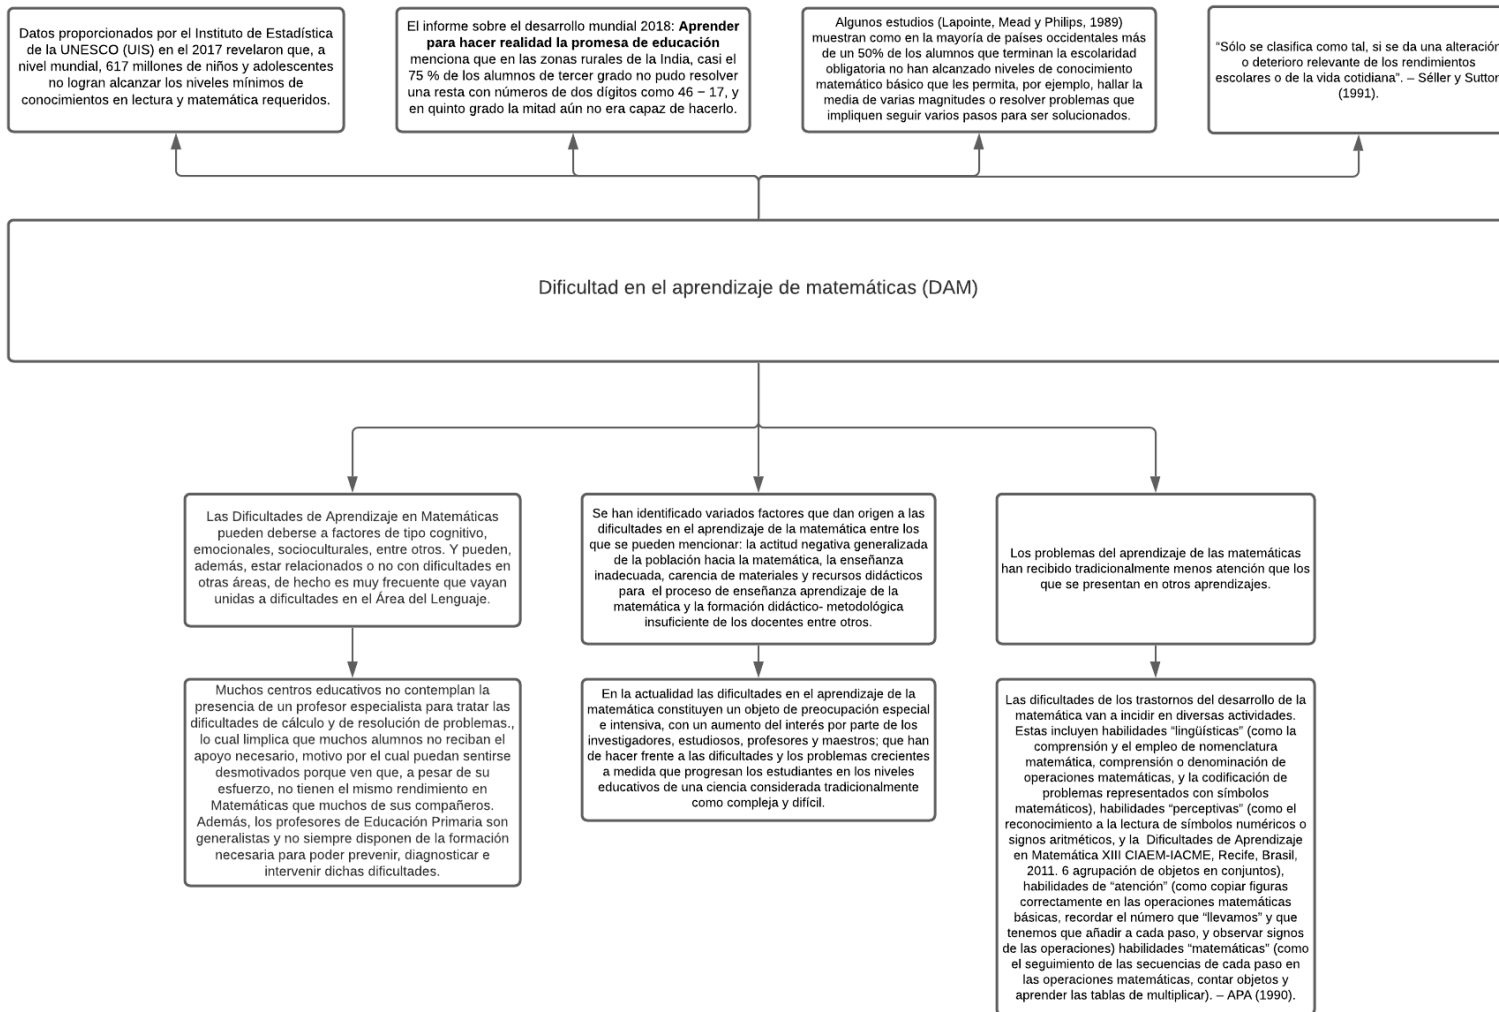 Datos proporcionados por el Instituto de Estadística
de la UNESCO (UIS) en el 2017 revelaron que, a
nivel mundial, 617 millones de niños y adolescentes
no logran alcanzar los niveles mínimos de
conocimientos en lectura y matemática requeridos.
El informe sobre el desarrollo mundial 2018: Aprender
para hacer realidad la promesa de educación
menciona que en las zonas rurales de la India, casi el
75 % de los alumnos de tercer grado no pudo resolver
una resta con números de dos dígitos como 46 − 17, y
en quinto grado la mitad aún no era capaz de hacerlo.
Algunos estudios (Lapointe, Mead y Philips, 1989)
muestran como en la mayoría de países occidentales más
de un 50% de los alumnos que terminan la escolaridad
obligatoria no han alcanzado niveles de conocimiento
matemático básico que les permita, por ejemplo, hallar la
media de varias magnitudes o resolver problemas que
impliquen seguir varios pasos para ser solucionados.
“Sólo se clasifica como tal, si se da una alteración
o deterioro relevante de los rendimientos
escolares o de la vida cotidiana”. – Séller y Sutton
(1991).
Dificultad en el aprendizaje de matemáticas (DAM)
Las Dificultades de Aprendizaje en Matemáticas
pueden deberse a factores de tipo cognitivo,
emocionales, socioculturales, entre otros. Y pueden,
además, estar relacionados o no con dificultades en
otras áreas, de hecho es muy frecuente que vayan
unidas a dificultades en el Área del Lenguaje.
Se han identificado variados factores que dan origen a las
dificultades en el aprendizaje de la matemática entre los
que se pueden mencionar: la actitud negativa generalizada
de la población hacia la matemática, la enseñanza
inadecuada, carencia de materiales y recursos didácticos
para el proceso de enseñanza aprendizaje de la
matemática y la formación didáctico- metodológica
insuficiente de los docentes entre otros.
Los problemas del aprendizaje de las matemáticas
han recibido tradicionalmente menos atención que los
que se presentan en otros aprendizajes.
Muchos centros educativos no contemplan la
presencia de un profesor especialista para tratar las
dificultades de cálculo y de resolución de problemas.,
lo cual limplica que muchos alumnos no reciban el
apoyo necesario, motivo por el cual puedan sentirse
desmotivados porque ven que, a pesar de su
esfuerzo, no tienen el mismo rendimiento en
Matemáticas que muchos de sus compañeros.
Además, los profesores de Educación Primaria son
generalistas y no siempre disponen de la formación
necesaria para poder prevenir, diagnosticar e
intervenir dichas dificultades.
En la actualidad las dificultades en el aprendizaje de la
matemática constituyen un objeto de preocupación especial
e intensiva, con un aumento del interés por parte de los
investigadores, estudiosos, profesores y maestros; que han
de hacer frente a las dificultades y los problemas crecientes
a medida que progresan los estudiantes en los niveles
educativos de una ciencia considerada tradicionalmente
como compleja y difícil.
Las dificultades de los trastornos del desarrollo de la
matemática van a incidir en diversas actividades.
Estas incluyen habilidades “lingüísticas” (como la
comprensión y el empleo de nomenclatura
matemática, comprensión o denominación de
operaciones matemáticas, y la codificación de
problemas representados con símbolos
matemáticos), habilidades “perceptivas” (como el
reconocimiento a la lectura de símbolos numéricos o
signos aritméticos, y la Dificultades de Aprendizaje
en Matemática XIII CIAEM-IACME, Recife, Brasil,
2011. 6 agrupación de objetos en conjuntos),
habilidades de “atención” (como copiar figuras
correctamente en las operaciones matemáticas
básicas, recordar el número que “llevamos” y que
tenemos que añadir a cada paso, y observar signos
de las operaciones) habilidades “matemáticas” (como
el seguimiento de las secuencias de cada paso en
las operaciones matemáticas, contar objetos y
aprender las tablas de multiplicar). – APA (1990).